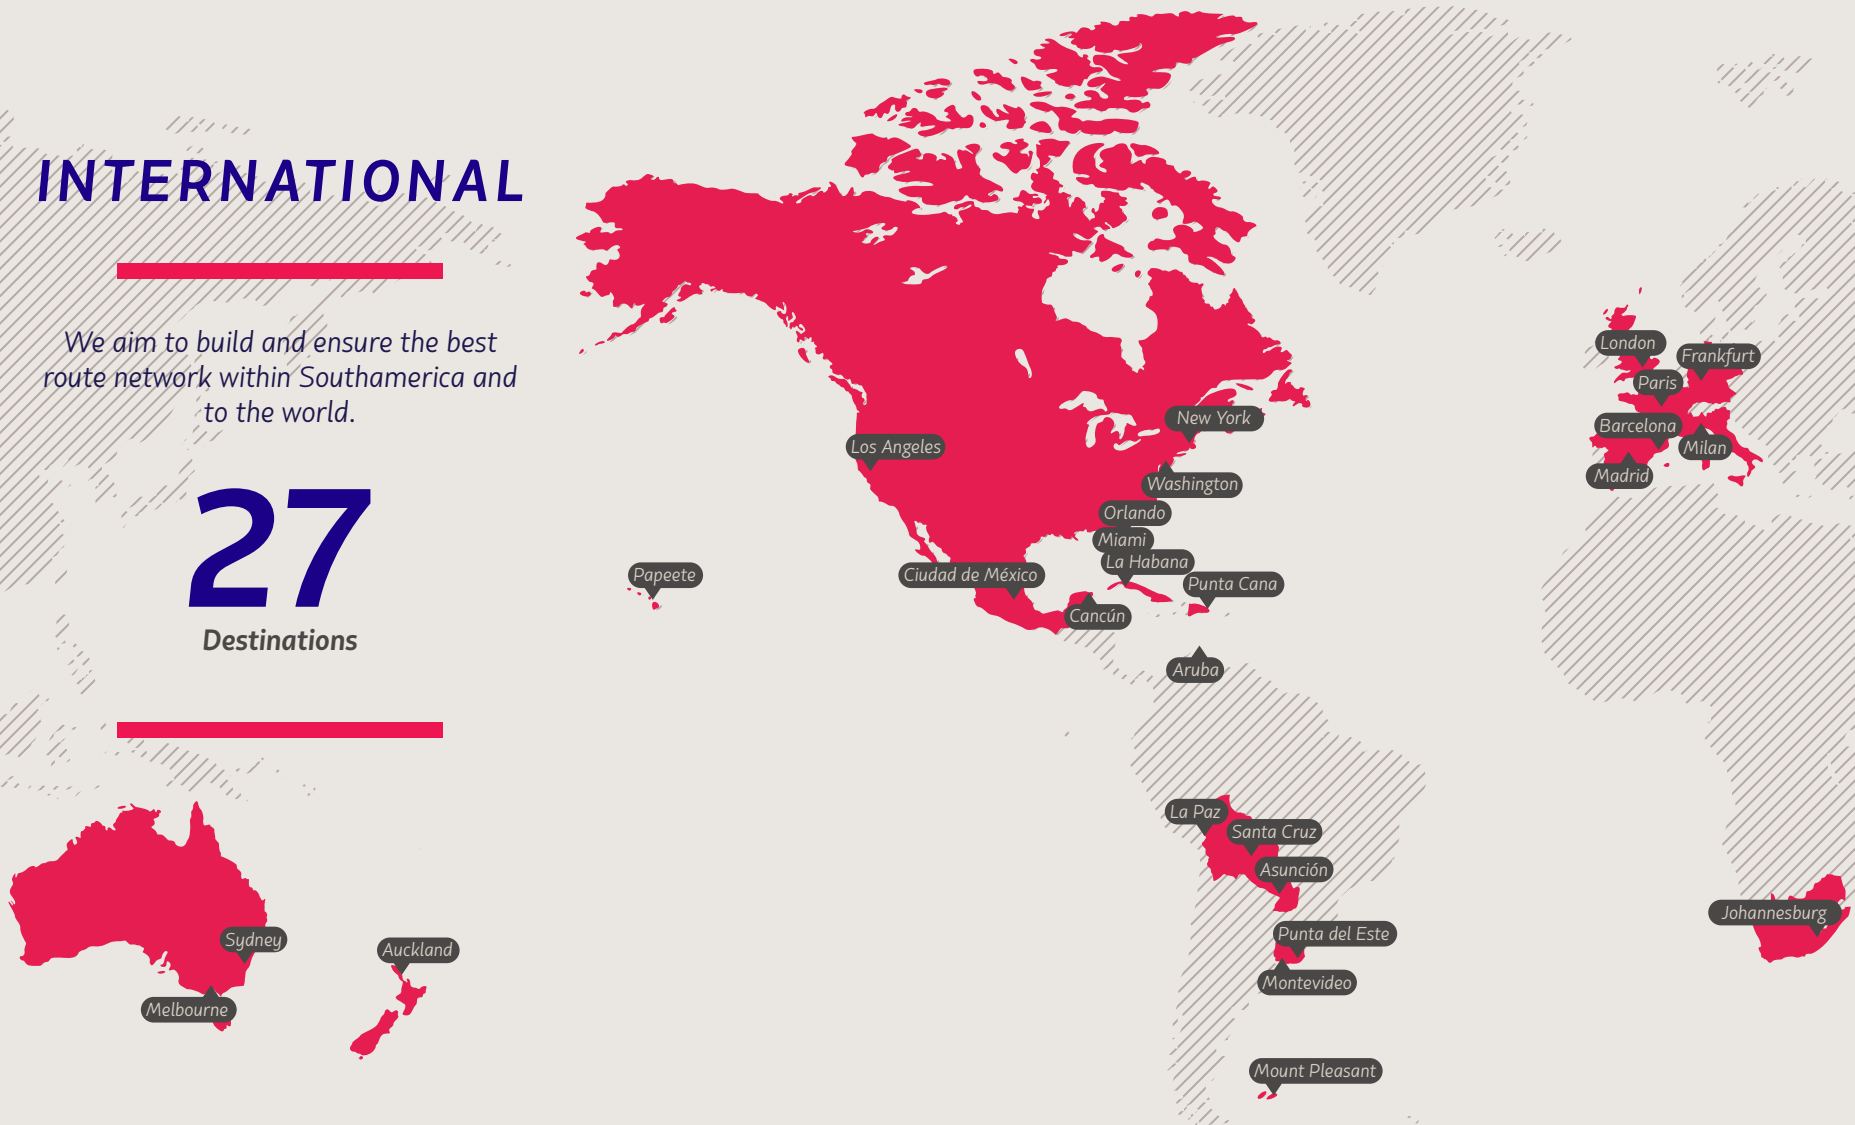 INTERNATIONAL
We aim to build and ensure the best
route network within Southamerica and
to the world.
27
Destinations
London
Frankfurt
Paris
Barcelona
Milan
Madrid
New York
Los Angeles
Washington
Orlando
Miami
La Habana
Papeete
Ciudad de México
Punta Cana
Cancún
Aruba
La Paz
Santa Cruz
Asunción
Johannesburg
Punta del Este
Sydney
Auckland
Montevideo
Melbourne
Mount Pleasant